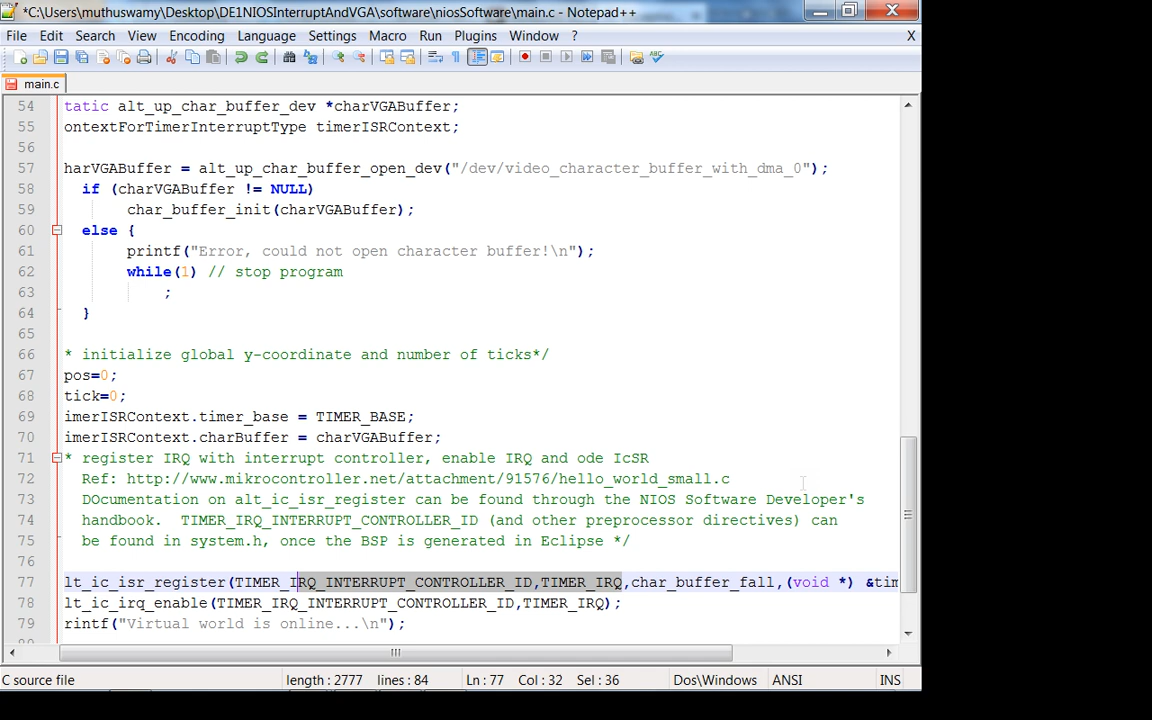 *C:\Users\muthuswamy\Desktop\DE1NIOSInterruptAndVGA\software\niosSoftware\main.c - Notepad++
File Edit Search View Encoding Language Settings Macro Run Plugins Window ? X
main.c
54 tatic alt_up_char_buffer_dev *charVGABuffer;
55 ontextForTimerInterruptType timerISRContext;
56
57 harVGABuffer = alt_up_char_buffer_open_dev("/dev/video_character_buffer_with_dma_0");
58 if (charVGABuffer != NULL)
59 char_buffer_init(charVGABuffer);
60 else {
61 printf("Error, could not open character buffer!\n");
62 while(1) // stop program
63 ;
64 }
65
66 * initialize global y-coordinate and number of ticks*/
67 pos=0;
68 tick=0;
69 imerISRContext.timer_base = TIMER_BASE;
70 imerISRContext.charBuffer = charVGABuffer;
71 * register IRQ with interrupt controller, enable IRQ and ode IcSR
72 Ref: http://www.mikrocontroller.net/attachment/91576/hello_world_small.c
73 DOcumentation on alt_ic_isr_register can be found through the NIOS Software Developer's
74 handbook. TIMER_IRQ_INTERRUPT_CONTROLLER_ID (and other preprocessor directives) can
75 be found in system.h, once the BSP is generated in Eclipse */
76
77 lt_ic_isr_register(TIMER_IRQ_INTERRUPT_CONTROLLER_ID,TIMER_IRQ,char_buffer_fall,(void *) &tim
78 lt_ic_irq_enable(TIMER_IRQ_INTERRUPT_CONTROLLER_ID,TIMER_IRQ);
79 rintf("Virtual world is online...\n");
C source file length : 2777 lines : 84 Ln : 77 Col : 32 Sel : 36 Dos\Windows ANSI INS